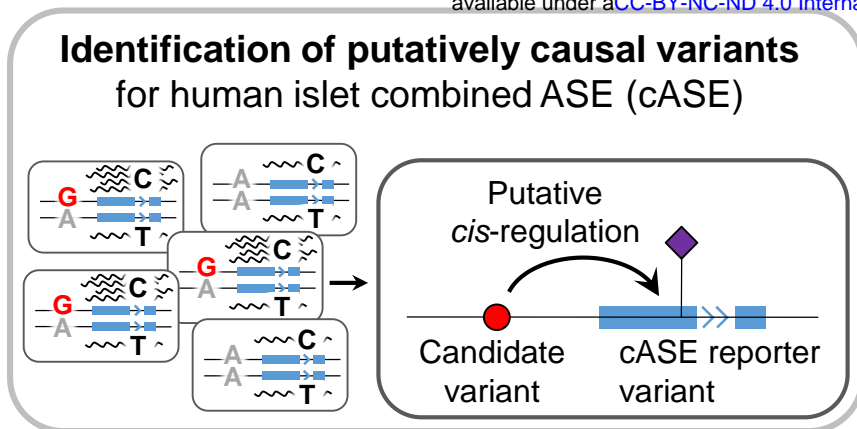 available under aCC-BY-NC-ND 4.0 Interna
Identification of putatively causal variants
for human islet combined ASE (cASE)
G
A
C
T
A
A
C
T
G
A
C
T
G
A
C
T
A
A
C
T
Putative
cis-regulation
Candidate
variant
cASE reporter
variant